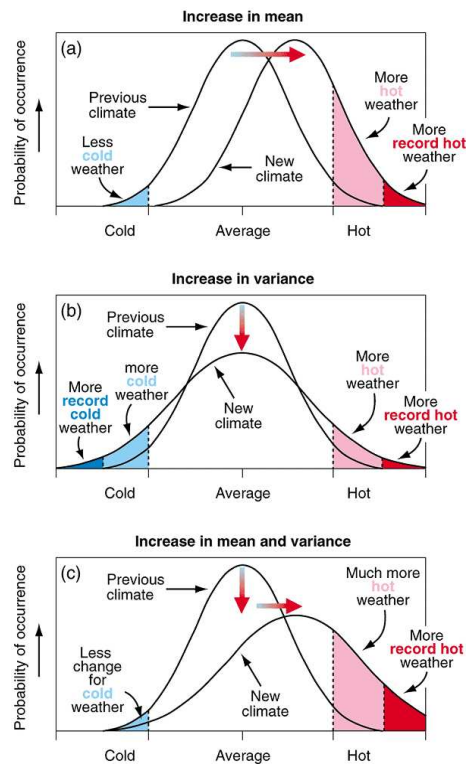 Increase in mean
(a)
Probability of occurrence
Previous
climate
Less
cold
weather
New
climate
More
hot
weather
More
record hot
weather
Cold
Average
Hot
Increase in variance
(b)
Probability of occurrence
Previous
climate
More
record
cold
weather
more
cold
weather
New
climate
More
hot
weather
More
record hot
weather
Cold
Average
Hot
Increase in mean and variance
(c)
Probability of occurrence
Previous
climate
Less
change
for
cold
weather
New
climate
Much more
hot
weather
More
record hot
weather
Cold
Average
Hot